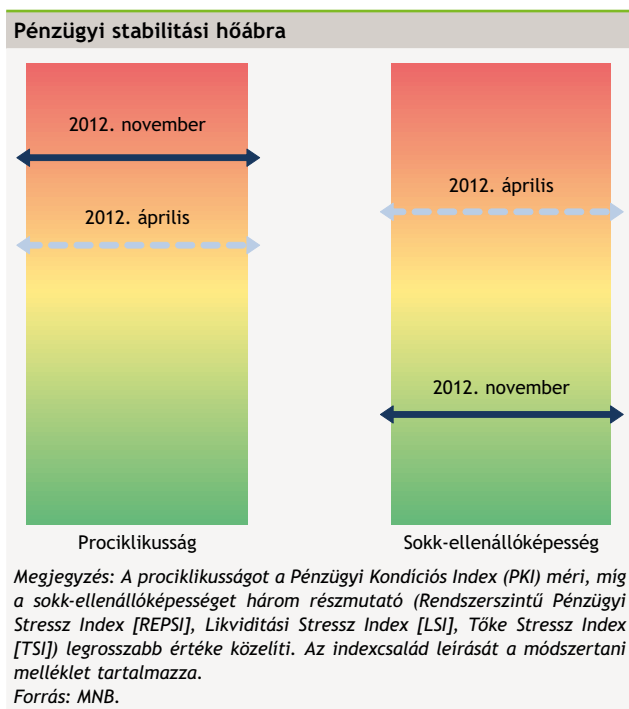 Pénzügyi stabilitási hőábra
2012. november
2012. április
2012. április
2012. november
Prociklikusság
Sokk-ellenállóképesség
Megjegyzés: A prociklikusságot a Pénzügyi Kondíciós Index (PKI) méri, míg
a sokk-ellenállóképességet három részmutató (Rendszerszintű Pénzügyi
Stressz Index [REPSI], Likviditási Stressz Index [LSI], Tőke Stressz Index
[TSI]) legrosszabb értéke közelíti. Az indexcsalád leírását a módszertani
melléklet tartalmazza.
Forrás: MNB.